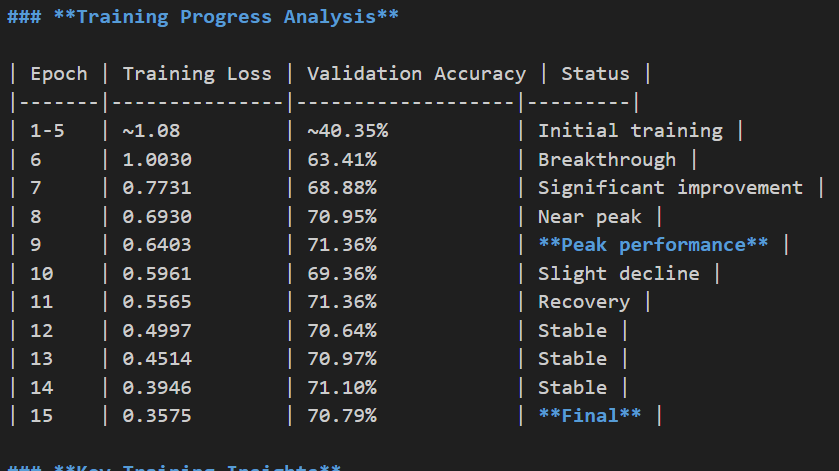 ### **Training Progress Analysis**
| Epoch | Training Loss | Validation Accuracy | Status |
|-------|---------------|-------------------|---------|
| 1-5 | ~1.08 | ~40.35% | Initial training |
| 6 | 1.0030 | 63.41% | Breakthrough |
| 7 | 0.7731 | 68.88% | Significant improvement |
| 8 | 0.6930 | 70.95% | Near peak |
| 9 | 0.6403 | 71.36% | **Peak performance** |
| 10 | 0.5961 | 69.36% | Slight decline |
| 11 | 0.5565 | 71.36% | Recovery |
| 12 | 0.4997 | 70.64% | Stable |
| 13 | 0.4514 | 70.97% | Stable |
| 14 | 0.3946 | 71.10% | Stable |
| 15 | 0.3575 | 70.79% | **Final** |
### **Key Training Insights**